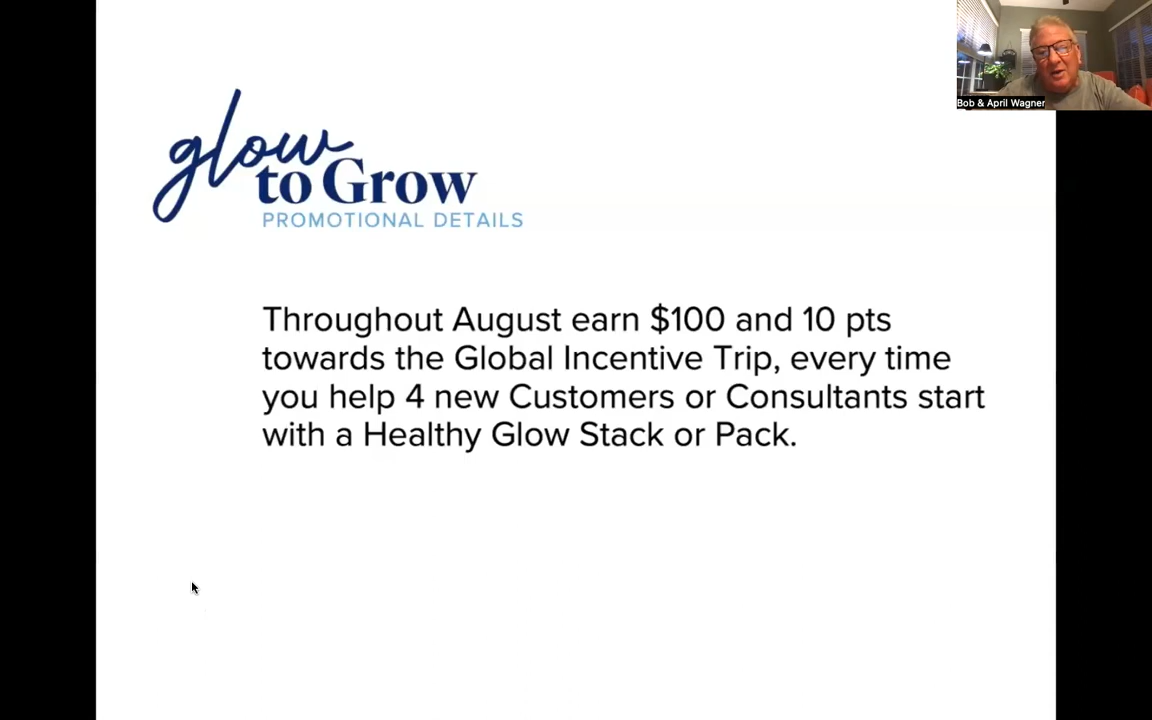 Bob & April Wagner
glow
to Grow
PROMOTIONAL DETAILS
Throughout August earn $100 and 10 pts
towards the Global Incentive Trip, every time
you help 4 new Customers or Consultants start
with a Healthy Glow Stack or Pack.